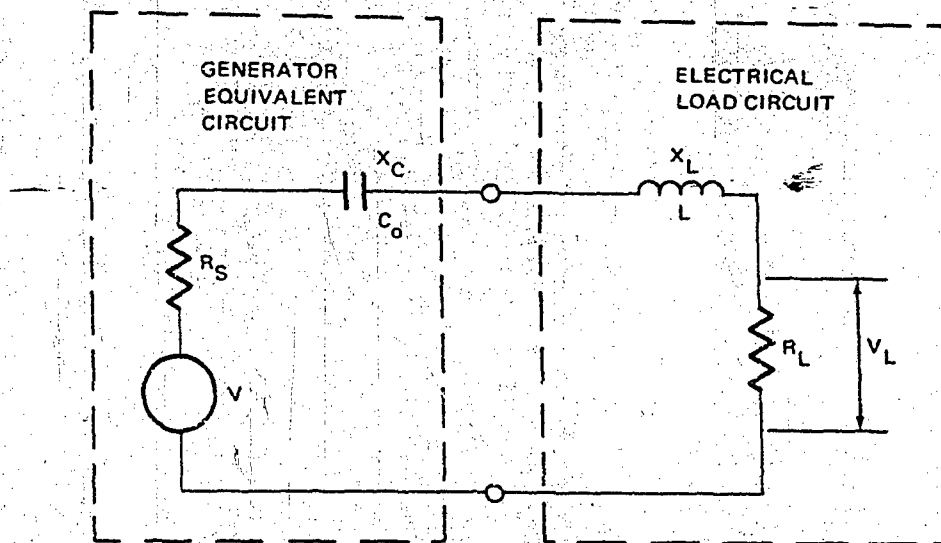 GENERATOR
EQUIVALENT
CIRCUIT
ELECTRICAL
LOAD CIRCUIT
X_C
C_o
X_L
L
R_S
V
R_L
V_L